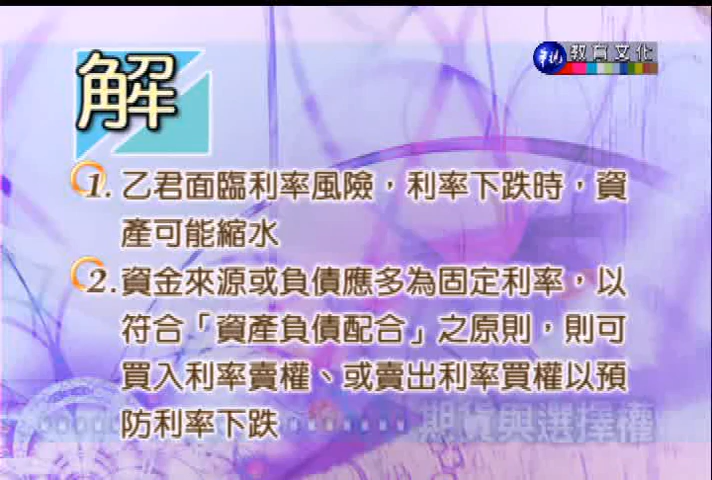 華視 教育文化
解
1. 乙君面臨利率風險，利率下跌時，資
產可能縮水
2. 資金來源或負債應多為固定利率，以
符合「資產負債配合」之原則，則可
買入利率賣權、或賣出利率買權以預
防利率下跌
期貨與選擇權